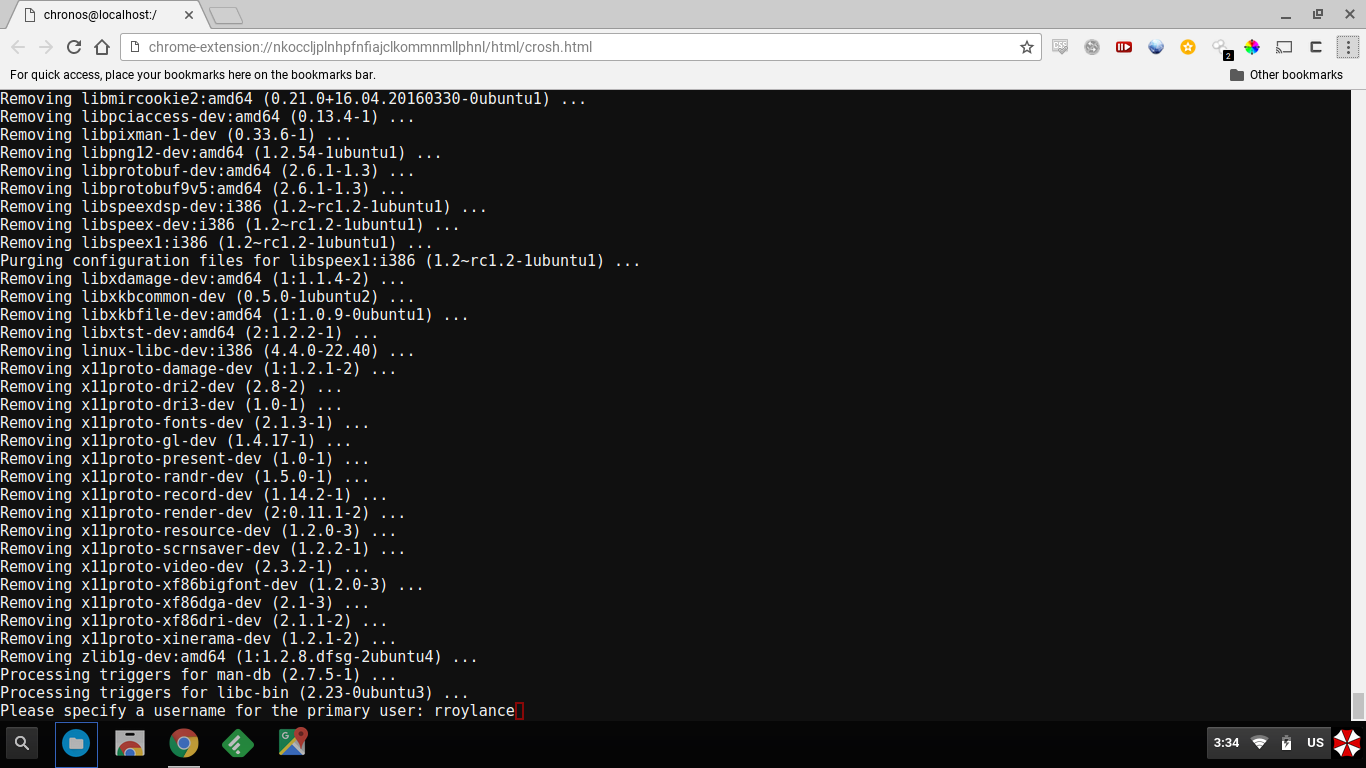 chronos@localhost:/
chrome-extension://nkoccljplnhpfnfiajclkommnmllphnl/html/crosh.html
CSS
2
For quick access, place your bookmarks here on the bookmarks bar.
Other bookmarks
Removing libmircookie2:amd64 (0.21.0+16.04.20160330-0ubuntu1) ...
Removing libpciaccess-dev:amd64 (0.13.4-1) ...
Removing libpixman-1-dev (0.33.6-1) ...
Removing libpng12-dev:amd64 (1.2.54-1ubuntu1) ...
Removing libprotobuf-dev:amd64 (2.6.1-1.3) ...
Removing libprotobuf9v5:amd64 (2.6.1-1.3) ...
Removing libspeexdsp-dev:i386 (1.2~rc1.2-1ubuntu1) ...
Removing libspeex-dev:i386 (1.2~rc1.2-1ubuntu1) ...
Removing libspeex1:i386 (1.2~rc1.2-1ubuntu1) ...
Purging configuration files for libspeex1:i386 (1.2~rc1.2-1ubuntu1) ...
Removing libxdamage-dev:amd64 (1:1.1.4-2) ...
Removing libxkbcommon-dev (0.5.0-1ubuntu2) ...
Removing libxkbfile-dev:amd64 (1:1.0.9-0ubuntu1) ...
Removing libxtst-dev:amd64 (2:1.2.2-1) ...
Removing linux-libc-dev:i386 (4.4.0-22.40) ...
Removing x11proto-damage-dev (1:1.2.1-2) ...
Removing x11proto-dri2-dev (2.8-2) ...
Removing x11proto-dri3-dev (1.0-1) ...
Removing x11proto-fonts-dev (2.1.3-1) ...
Removing x11proto-gl-dev (1.4.17-1) ...
Removing x11proto-present-dev (1.0-1) ...
Removing x11proto-randr-dev (1.5.0-1) ...
Removing x11proto-record-dev (1.14.2-1) ...
Removing x11proto-render-dev (2:0.11.1-2) ...
Removing x11proto-resource-dev (1.2.0-3) ...
Removing x11proto-scrnsaver-dev (1.2.2-1) ...
Removing x11proto-video-dev (2.3.2-1) ...
Removing x11proto-xf86bigfont-dev (1.2.0-3) ...
Removing x11proto-xf86dga-dev (2.1-3) ...
Removing x11proto-xf86dri-dev (2.1.1-2) ...
Removing x11proto-xinerama-dev (1.2.1-2) ...
Removing zlib1g-dev:amd64 (1:1.2.8.dfsg-2ubuntu4) ...
Processing triggers for man-db (2.7.5-1) ...
Processing triggers for libc-bin (2.23-0ubuntu3) ...
Please specify a username for the primary user: rroylance
G
3:34
US